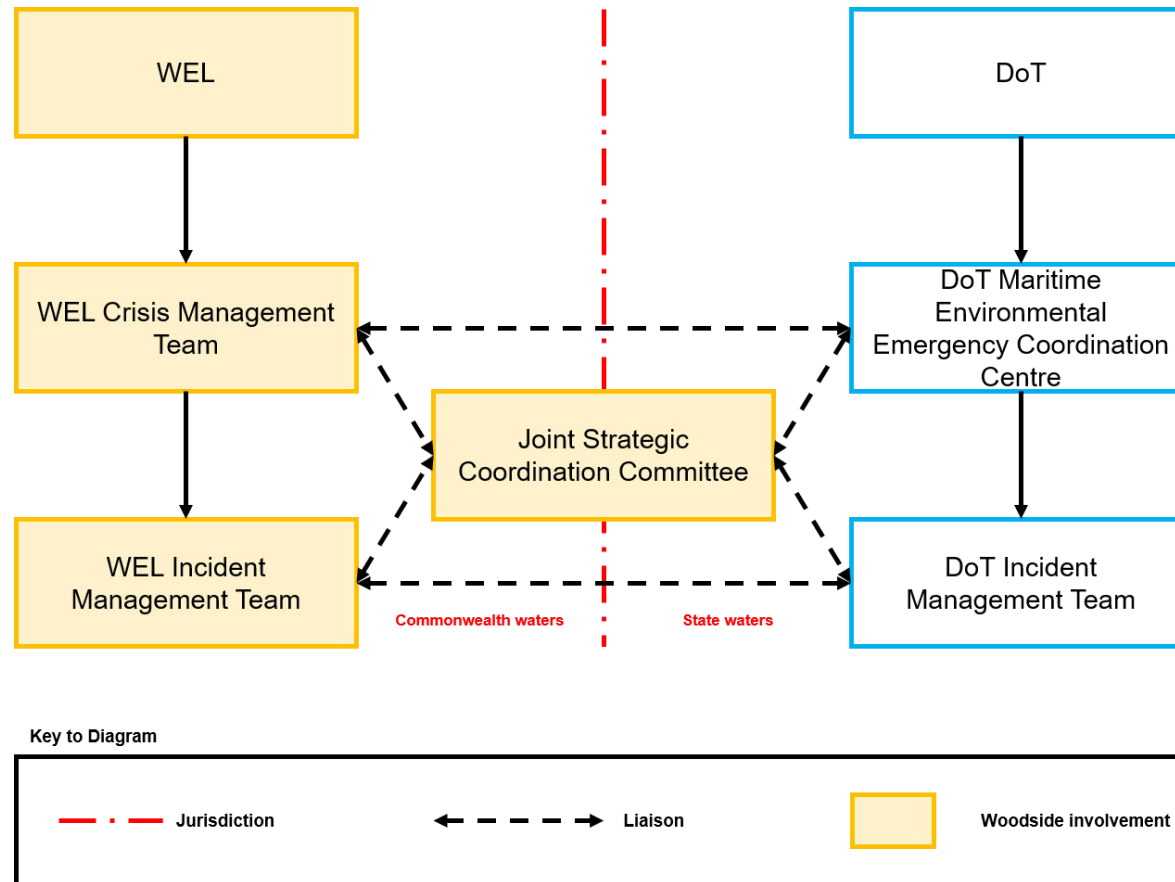 WEL
DoT
WEL Crisis Management
Team
DoT Maritime
Environmental
Emergency Coordination
Centre
Joint Strategic
Coordination Committee
WEL Incident
Management Team
DoT Incident
Management Team
Commonwealth waters
State waters
Key to Diagram
Jurisdiction
Liaison
Woodside involvement